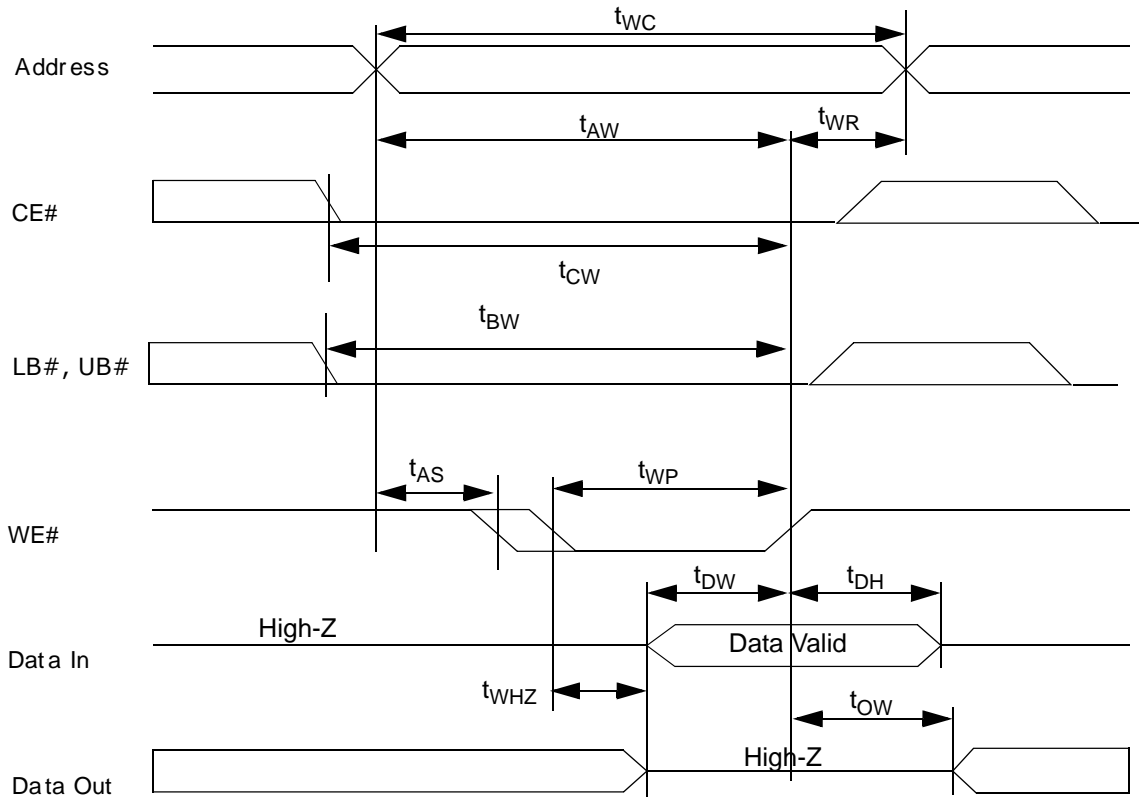 tWC
Address
tAW
tWR
CE#
tCW
tBW
LB#, UB#
tAS
tWP
WE#
tDW
tDH
High-Z
Data Valid
Data In
tWHZ
tOW
High-Z
Data Out